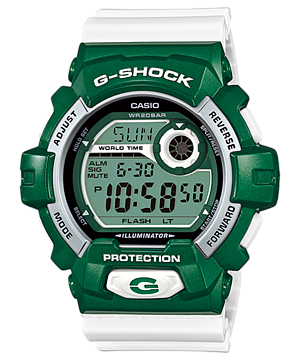 G-SHOCK
CASIO
WR20BAR
ADJUST
REVERSE
SUN
WORLD TIME
ALM
SIG
MUTE
6-30
P 10:58 50
FLASH LT
MODE
FORWARD
ILLUMINATOR
PROTECTION
G